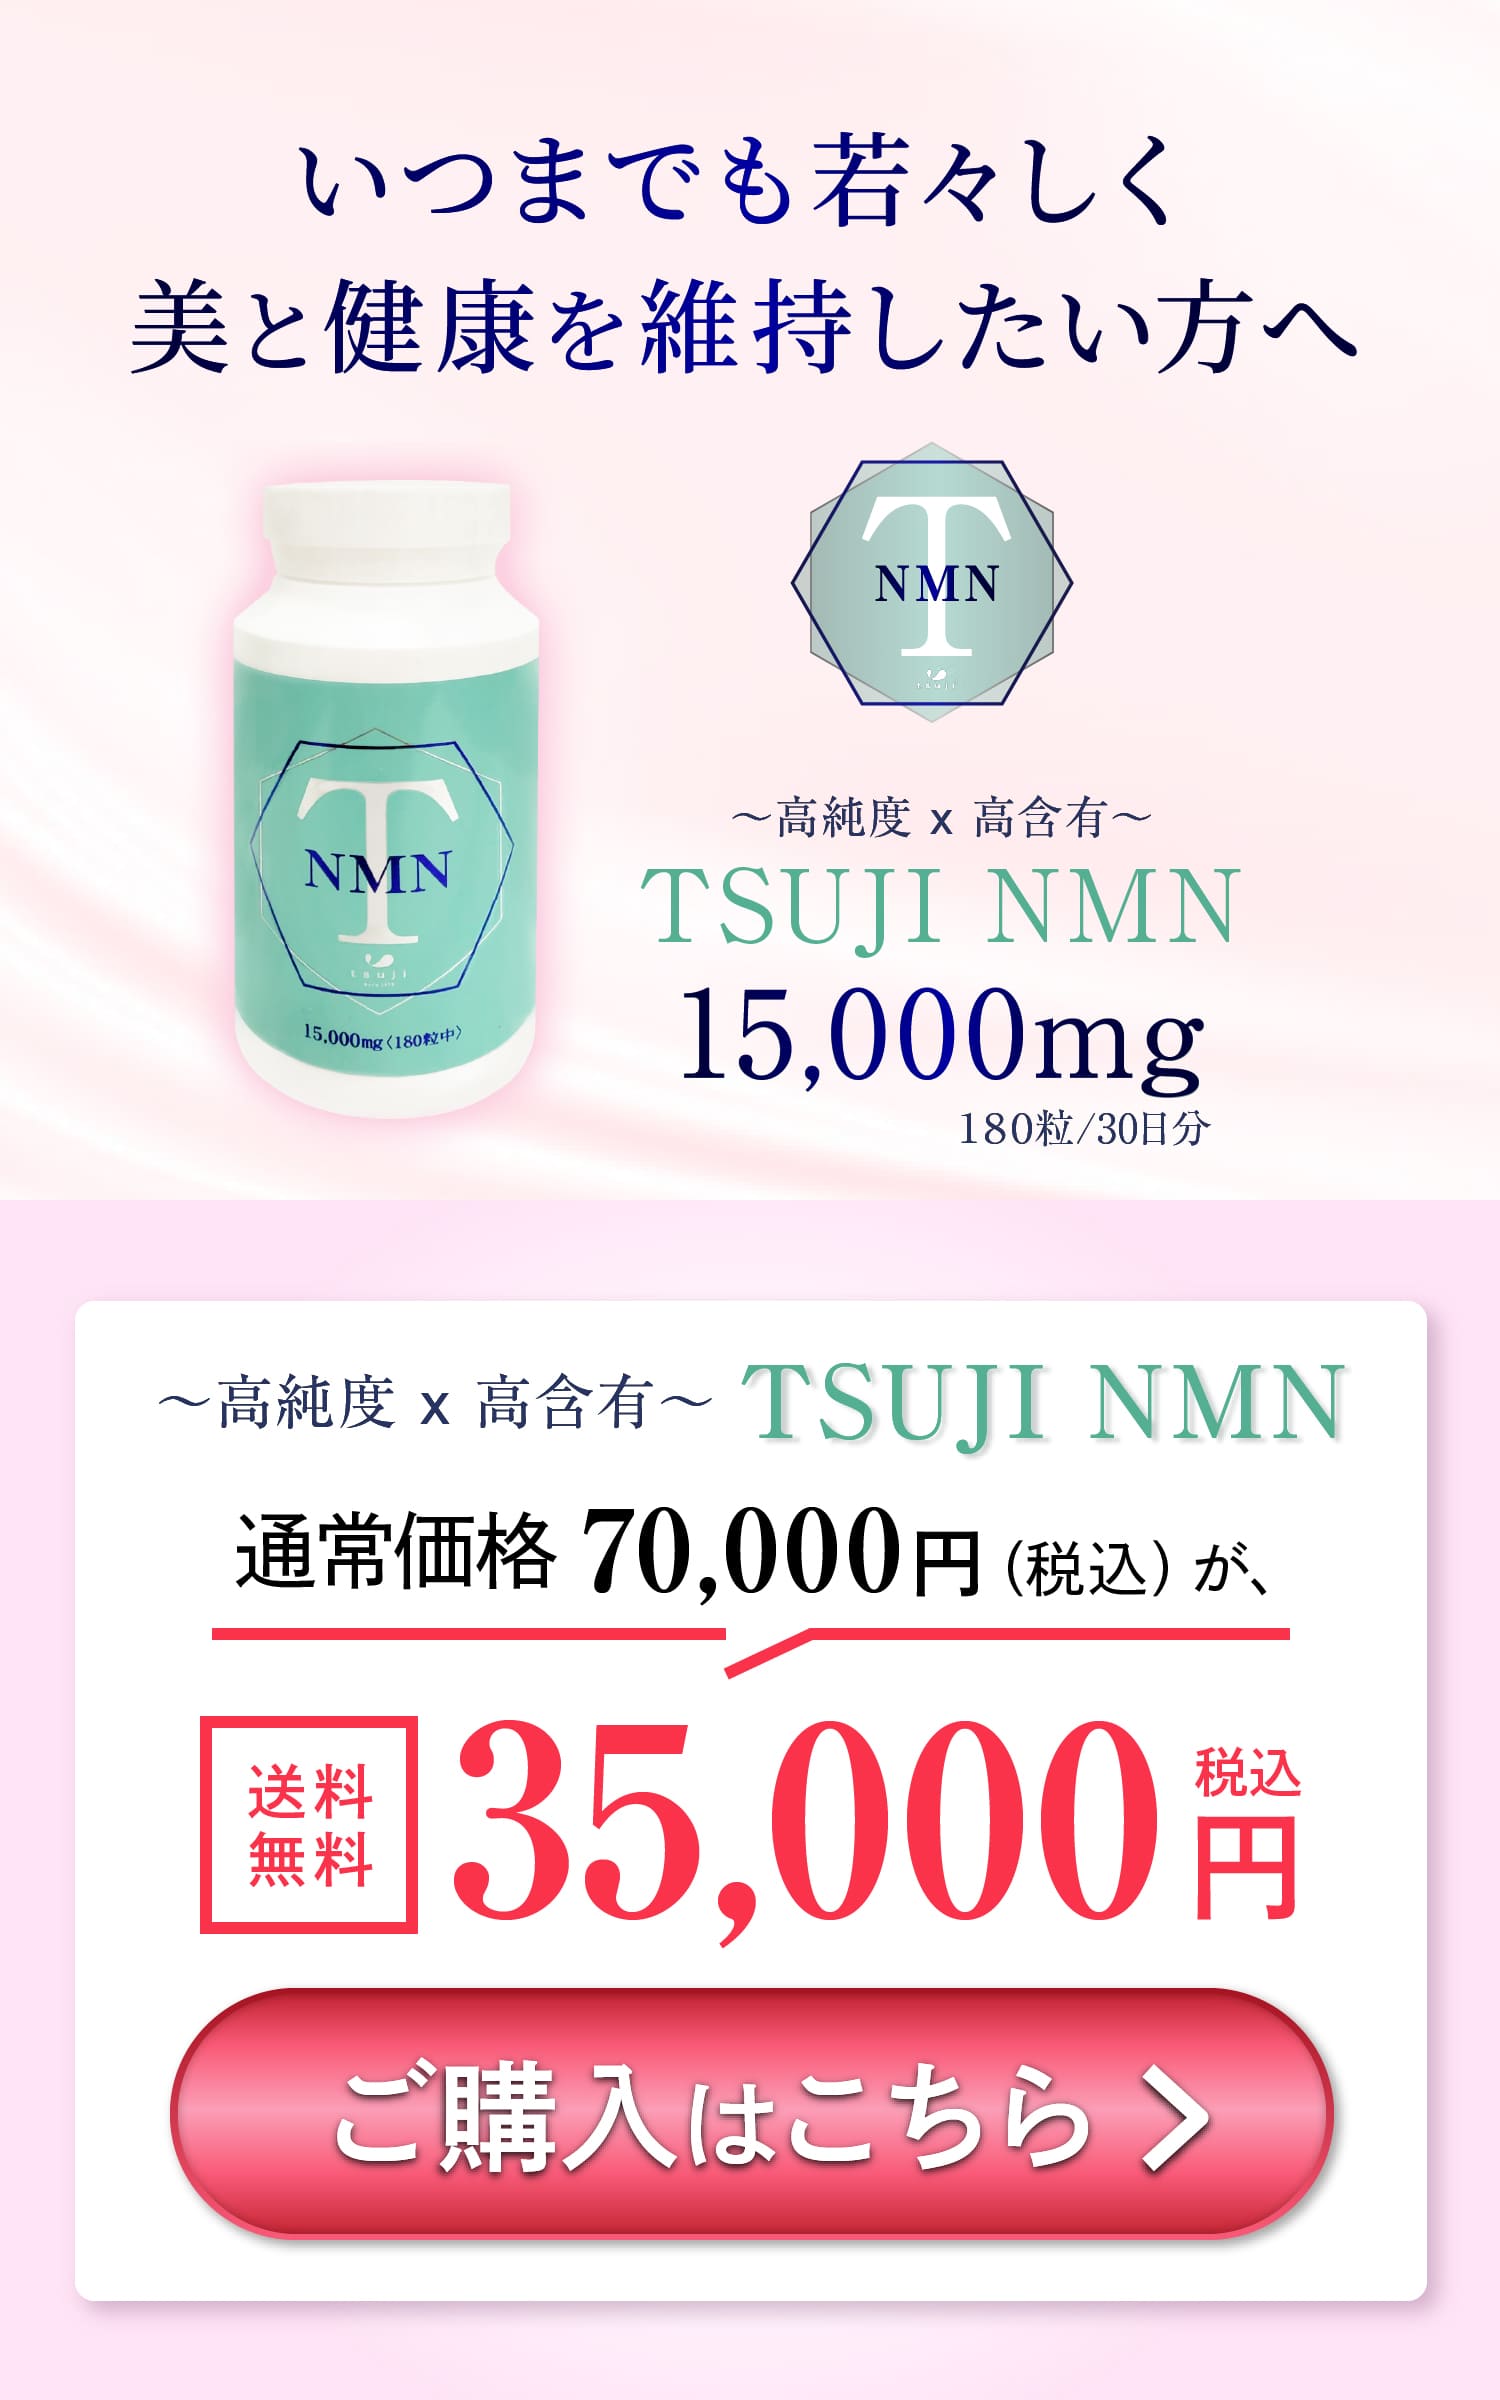 いつまでも若々しく
美と健康を維持したい方へ
T
NMN
tsuji
T
NMN
tsuji
15,000mg〈180粒中〉
～高純度 x 高含有～
TSUJI NMN
15,000mg
180粒/30日分
～高純度 x 高含有～ TSUJI NMN
通常価格 70,000円（税込）が、
送料
無料
35,000
税込
円
ご購入はこちら